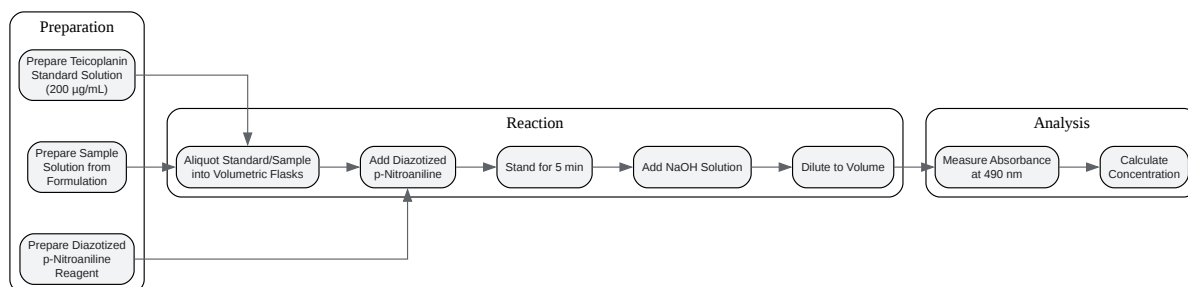 Preparation
Prepare Teicoplanin
Standard Solution
(200 µg/mL)
Prepare Sample
Solution from
Formulation
Prepare Diazotized
p-Nitroaniline
Reagent
Reaction
Aliquot Standard/Sample
into Volumetric Flasks
Add Diazotized
p-Nitroaniline
Stand for 5 min
Add NaOH Solution
Dilute to Volume
Analysis
Measure Absorbance
at 490 nm
Calculate
Concentration